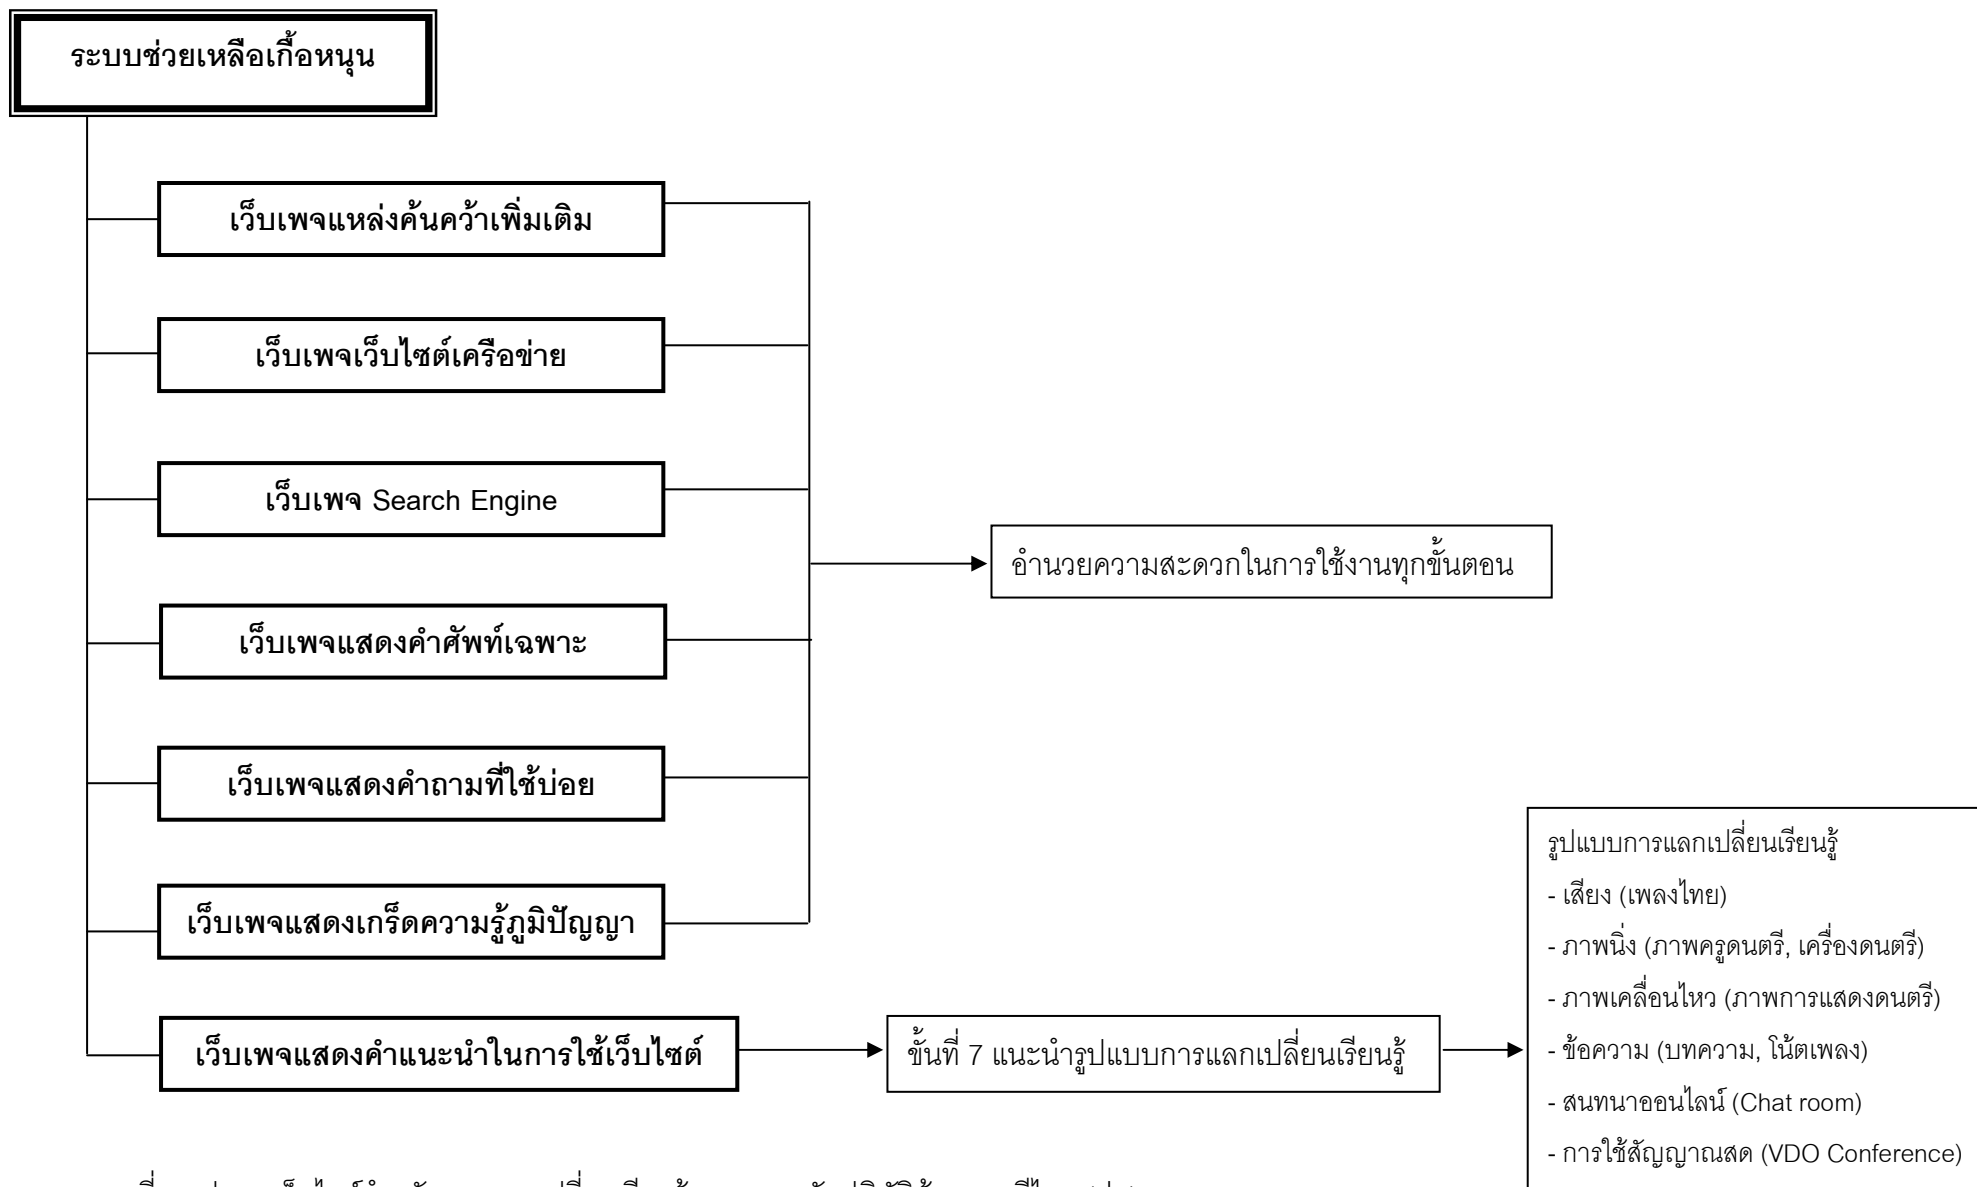 ระบบช่วยเหลือเกื้อหนุน
เว็บเพจแหล่งค้นคว้าเพิ่มเติม
เว็บเพจเว็บไซต์เครือข่าย
เว็บเพจ Search Engine
อำนวยความสะดวกในการใช้งานทุกขั้นตอน
เว็บเพจแสดงคำศัพท์เฉพาะ
เว็บเพจแสดงคำถามที่ใช้บ่อย
เว็บเพจแสดงเกร็ดความรู้ภูมิปัญญา
เว็บเพจแสดงคำแนะนำในการใช้เว็บไซต์
ขั้นที่ 7 แนะนำรูปแบบการแลกเปลี่ยนเรียนรู้
รูปแบบการแลกเปลี่ยนเรียนรู้
- เสียง (เพลงไทย)
- ภาพนิ่ง (ภาพครูดนตรี, เครื่องดนตรี)
- ภาพเคลื่อนไหว (ภาพการแสดงดนตรี)
- ข้อความ (บทความ, โน้ตเพลง)
- สนทนาออนไลน์ (Chat room)
- การใช้สัญญาณสด (VDO Conference)